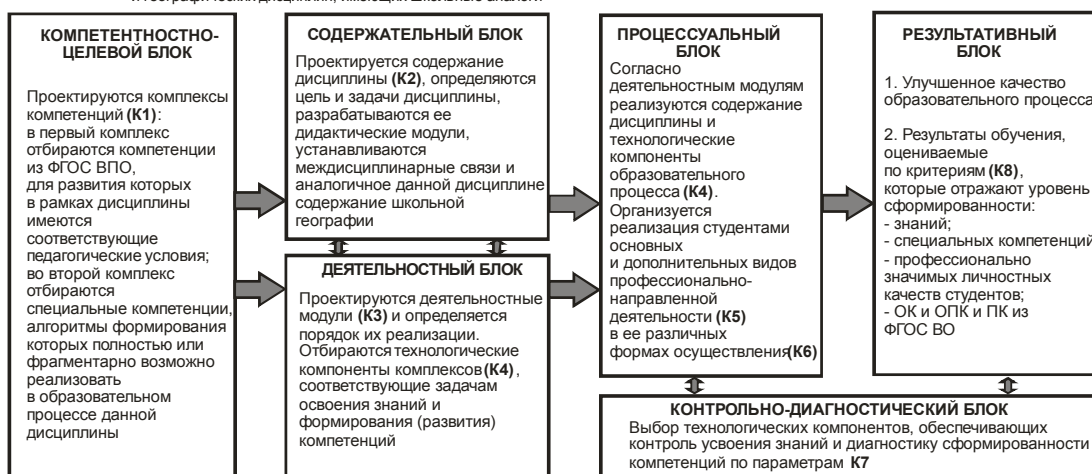 и географических дисциплин, имеющих школьные аналоги
КОМПЕТЕНТНОСТНО-
ЦЕЛЕВОЙ БЛОК
Проектируются комплексы
компетенций (К1):
в первый комплекс
отбираются компетенции
из ФГОС ВПО,
для развития которых
в рамках дисциплины
имеются
соответствующие
педагогические условия;
во второй комплекс
отбираются
специальные компетенции,
алгоритмы формирования
которых полностью или
фрагментарно возможно
реализовать
в образовательном
процессе данной
дисциплины
СОДЕРЖАТЕЛЬНЫЙ БЛОК
Проектируется содержание
дисциплины (К2), определяются
цель и задачи дисциплины,
разрабатываются ее
дидактические модули,
устанавливаются
междисциплинарные связи и
аналогичное данной дисциплине
содержание школьной
географии
ДЕЯТЕЛЬНОСТНЫЙ БЛОК
Проектируются деятельностные
модули (К3) и определяется
порядок их реализации.
Отбираются технологические
компоненты комплексов (К4),
соответствующие задачам
освоения знаний и
формирования (развития)
компетенций
ПРОЦЕССУАЛЬНЫЙ
БЛОК
Согласно
деятельностным модулям
реализуются содержание
дисциплины и
технологические
компоненты
образовательного
процесса (К4).
Организуется
реализация студентами
основных
и дополнительных видов
профессионально-
направленной
деятельности (К5)
в ее различных
формах осуществления(К6)
РЕЗУЛЬТАТИВНЫЙ
БЛОК
1. Улучшенное качество
образовательного процесса
2. Результаты обучения,
оцениваемые
по критериям (К8),
которые отражают уровень
сформированности:
- знаний;
- специальных компетенций
- профессионально
значимых личностных
качеств студентов;
- ОК и ОПК и ПК из
ФГОС ВО
КОНТРОЛЬНО-ДИАГНОСТИЧЕСКИЙ БЛОК
Выбор технологических компонентов, обеспечивающих
контроль усвоения знаний и диагностику сформированности
компетенций по параметрам К7